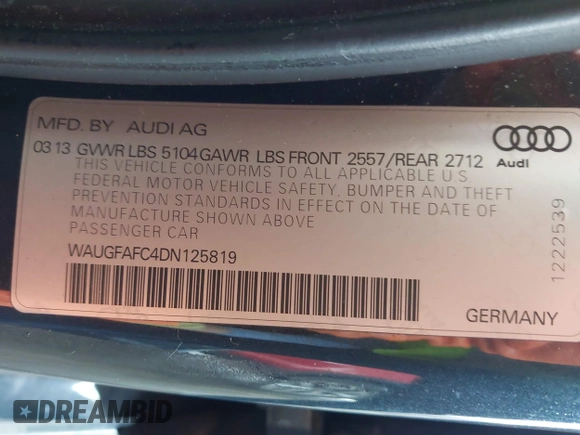 MFD. BY AUDI AG
03 13 GVWR LBS 5104 GAWR LBS FRONT 2557/REAR 2712
THIS VEHICLE CONFORMS TO ALL APPLICABLE U.S.
FEDERAL MOTOR VEHICLE SAFETY, BUMPER AND THEFT
PREVENTION STANDARDS IN EFFECT ON THE DATE OF
MANUFACTURE SHOWN ABOVE
PASSENGER CAR
WAUGFAFC4DN125819
GERMANY
Audi
1222539
DREAMBID